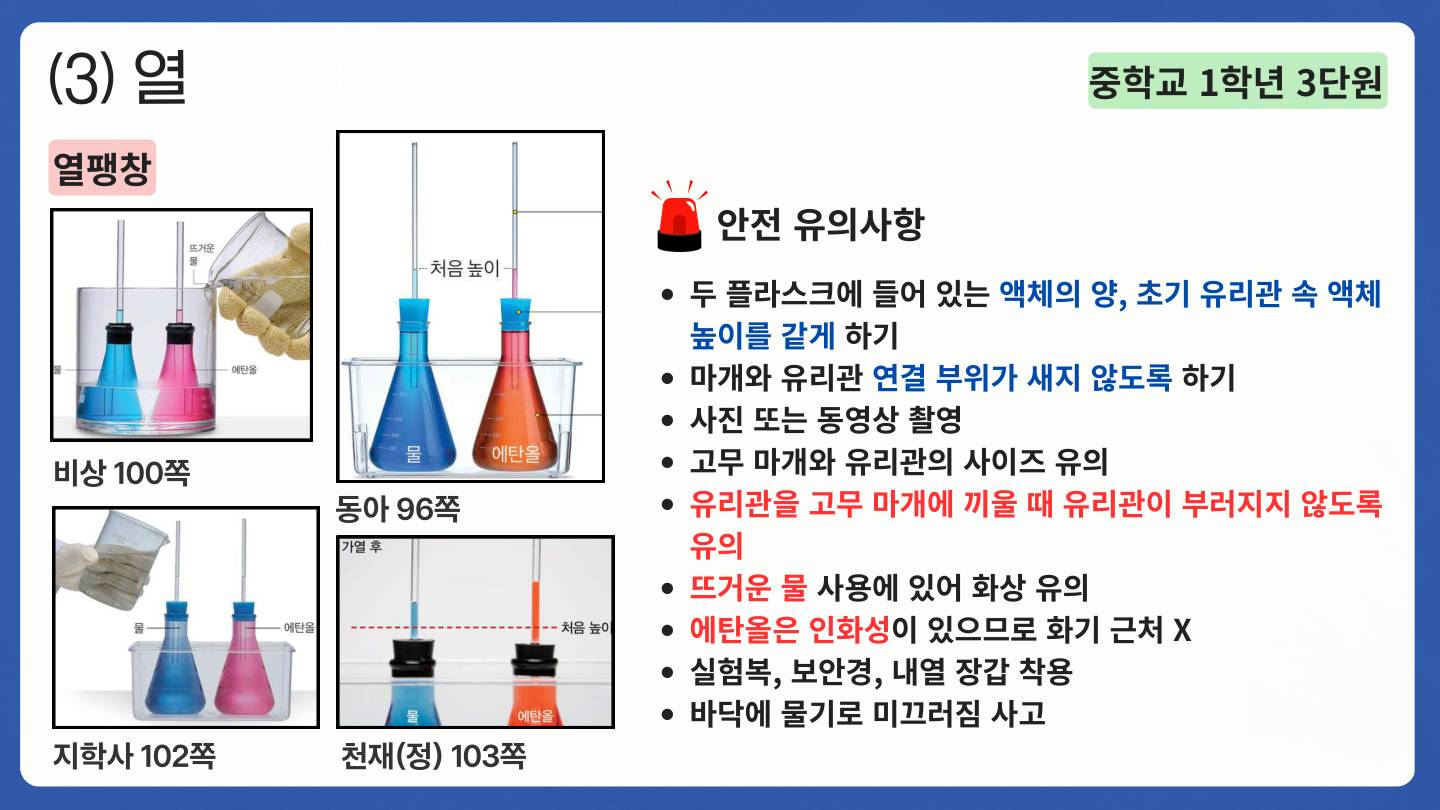 (3) 열
중학교 1학년 3단원
열팽창
뜨거운
물
물
에탄올
비상 100쪽
처음 높이
물
에탄올
동아 96쪽
물
에탄올
지학사 102쪽
가열 후
처음 높이
물
에탄올
천재(정) 103쪽
안전 유의사항
• 두 플라스크에 들어 있는 액체의 양, 초기 유리관 속 액체
높이를 같게 하기
• 마개와 유리관 연결 부위가 새지 않도록 하기
• 사진 또는 동영상 촬영
• 고무 마개와 유리관의 사이즈 유의
• 유리관을 고무 마개에 끼울 때 유리관이 부러지지 않도록
유의
• 뜨거운 물 사용에 있어 화상 유의
• 에탄올은 인화성이 있으므로 화기 근처 X
• 실험복, 보안경, 내열 장갑 착용
• 바닥에 물기로 미끄러짐 사고